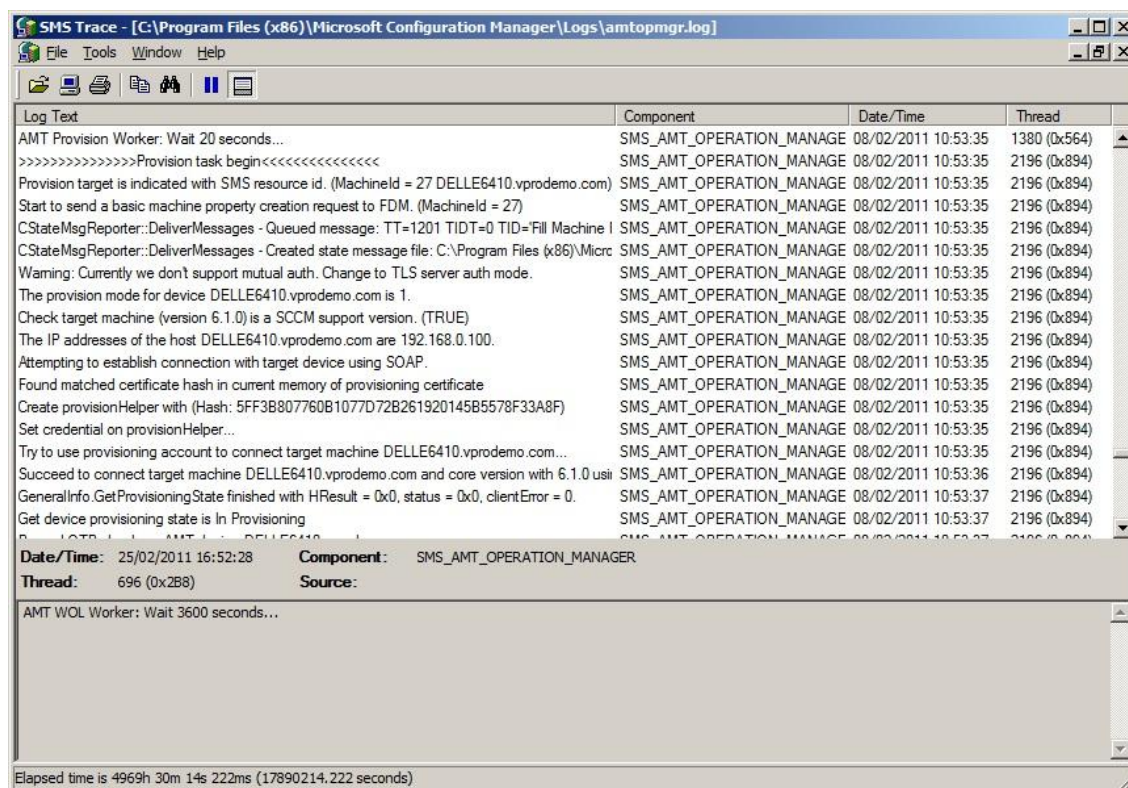 SMS Trace - [C:\Program Files (x86)\Microsoft Configuration Manager\Logs\amtopmgr.log]
File Tools Window Help
Log Text Component Date/Time Thread
AMT Provision Worker: Wait 20 seconds... SMS_AMT_OPERATION_MANAGE 08/02/2011 10:53:35 1380 (0x564)
>>>>>>>>>>>>>>>Provision task begin<<<<<<<<<<<<<<< SMS_AMT_OPERATION_MANAGE 08/02/2011 10:53:35 2196 (0x894)
Provision target is indicated with SMS resource id. (MachineId = 27 DELLE6410.vprodemo.com) SMS_AMT_OPERATION_MANAGE 08/02/2011 10:53:35 2196 (0x894)
Start to send a basic machine property creation request to FDM. (MachineId = 27) SMS_AMT_OPERATION_MANAGE 08/02/2011 10:53:35 2196 (0x894)
CStateMsgReporter::DeliverMessages - Queued message: TT=1201 TIDT=0 TID='Fill Machine I SMS_AMT_OPERATION_MANAGE 08/02/2011 10:53:35 2196 (0x894)
CStateMsgReporter::DeliverMessages - Created state message file: C:\Program Files (x86)\Micrc SMS_AMT_OPERATION_MANAGE 08/02/2011 10:53:35 2196 (0x894)
Warning: Currently we don't support mutual auth. Change to TLS server auth mode. SMS_AMT_OPERATION_MANAGE 08/02/2011 10:53:35 2196 (0x894)
The provision mode for device DELLE6410.vprodemo.com is 1. SMS_AMT_OPERATION_MANAGE 08/02/2011 10:53:35 2196 (0x894)
Check target machine (version 6.1.0) is a SCCM support version. (TRUE) SMS_AMT_OPERATION_MANAGE 08/02/2011 10:53:35 2196 (0x894)
The IP addresses of the host DELLE6410.vprodemo.com are 192.168.0.100. SMS_AMT_OPERATION_MANAGE 08/02/2011 10:53:35 2196 (0x894)
Attempting to establish connection with target device using SOAP. SMS_AMT_OPERATION_MANAGE 08/02/2011 10:53:35 2196 (0x894)
Found matched certificate hash in current memory of provisioning certificate SMS_AMT_OPERATION_MANAGE 08/02/2011 10:53:35 2196 (0x894)
Create provisionHelper with (Hash: 5FF3B807760B1077D72B261920145B5578F33A8F) SMS_AMT_OPERATION_MANAGE 08/02/2011 10:53:35 2196 (0x894)
Set credential on provisionHelper... SMS_AMT_OPERATION_MANAGE 08/02/2011 10:53:35 2196 (0x894)
Try to use provisioning account to connect target machine DELLE6410.vprodemo.com... SMS_AMT_OPERATION_MANAGE 08/02/2011 10:53:35 2196 (0x894)
Succeed to connect target machine DELLE6410.vprodemo.com and core version with 6.1.0 usin SMS_AMT_OPERATION_MANAGE 08/02/2011 10:53:36 2196 (0x894)
GeneralInfo.GetProvisioningState finished with HResult = 0x0, status = 0x0, clientError = 0. SMS_AMT_OPERATION_MANAGE 08/02/2011 10:53:37 2196 (0x894)
Get device provisioning state is In Provisioning SMS_AMT_OPERATION_MANAGE 08/02/2011 10:53:37 2196 (0x894)
Date/Time: 25/02/2011 16:52:28 Component: SMS_AMT_OPERATION_MANAGER
Thread: 696 (0x2B8) Source:
AMT WOL Worker: Wait 3600 seconds...
Elapsed time is 4969h 30m 14s 222ms (17890214.222 seconds)